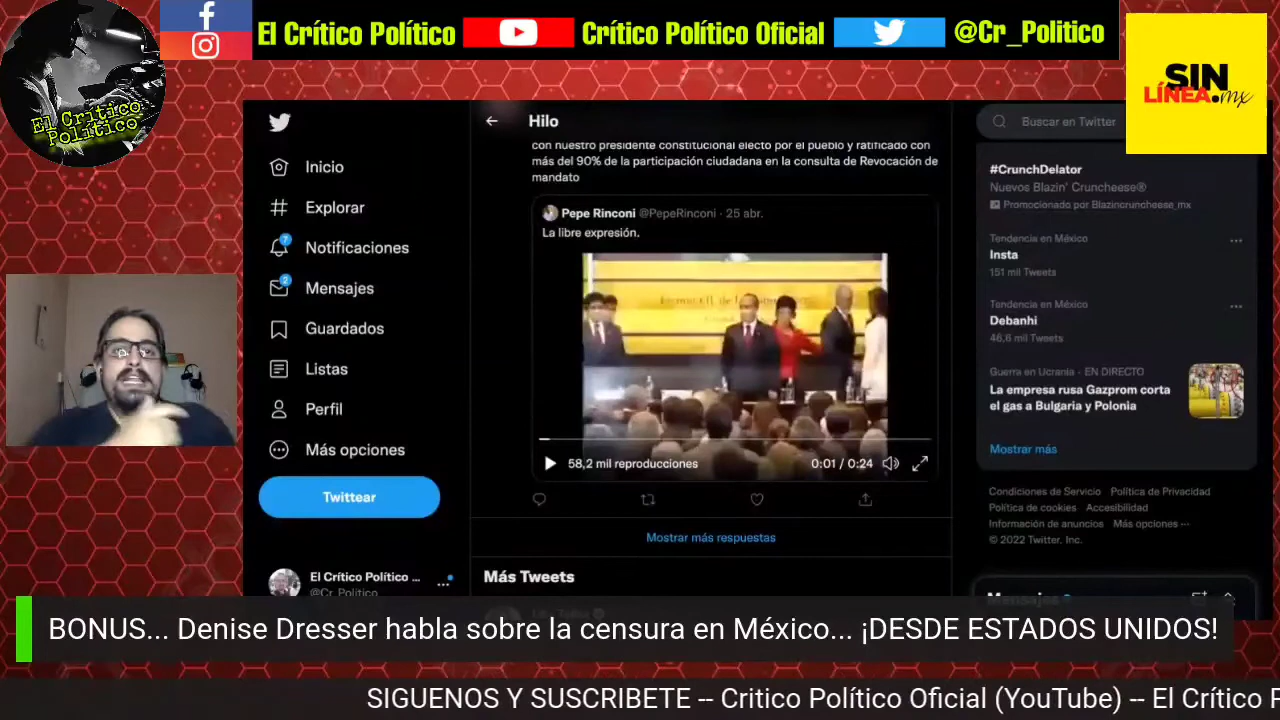 El Crítico Político
Crítico Político Oficial
@Cr_Politico
El Crítico
Político
SIN
LÍNEA.mx
Inicio
Explorar
7
Notificaciones
2
Mensajes
Guardados
Listas
Perfil
Más opciones
Twittear
El Crítico Político ...
@Cr_Politico
Hilo
con nuestro presidente constitucional electo por el pueblo y ratificado con
más del 90% de la participación ciudadana en la consulta de Revocación de
mandato
Pepe Rinconi @PepeRinconi · 25 abr.
La libre expresión.
58,2 mil reproducciones
0:01 / 0:24
Mostrar más respuestas
Más Tweets
Buscar en Twitter
#CrunchDelator
Nuevos Blazin' Cruncheese®
Promocionado por Blazincruncheese_mx
Tendencia en México
Insta
151 mil Tweets
Tendencia en México
Debanhi
46,6 mil Tweets
Guerra en Ucrania · EN DIRECTO
La empresa rusa Gazprom corta
el gas a Bulgaria y Polonia
Mostrar más
Condiciones de Servicio Política de Privacidad
Política de cookies Accesibilidad
Información de anuncios Más opciones ···
© 2022 Twitter, Inc.
Mensajes
BONUS... Denise Dresser habla sobre la censura en México... ¡DESDE ESTADOS UNIDOS!
SIGUENOS Y SUSCRIBETE -- Critico Político Oficial (YouTube) -- El Crítico P